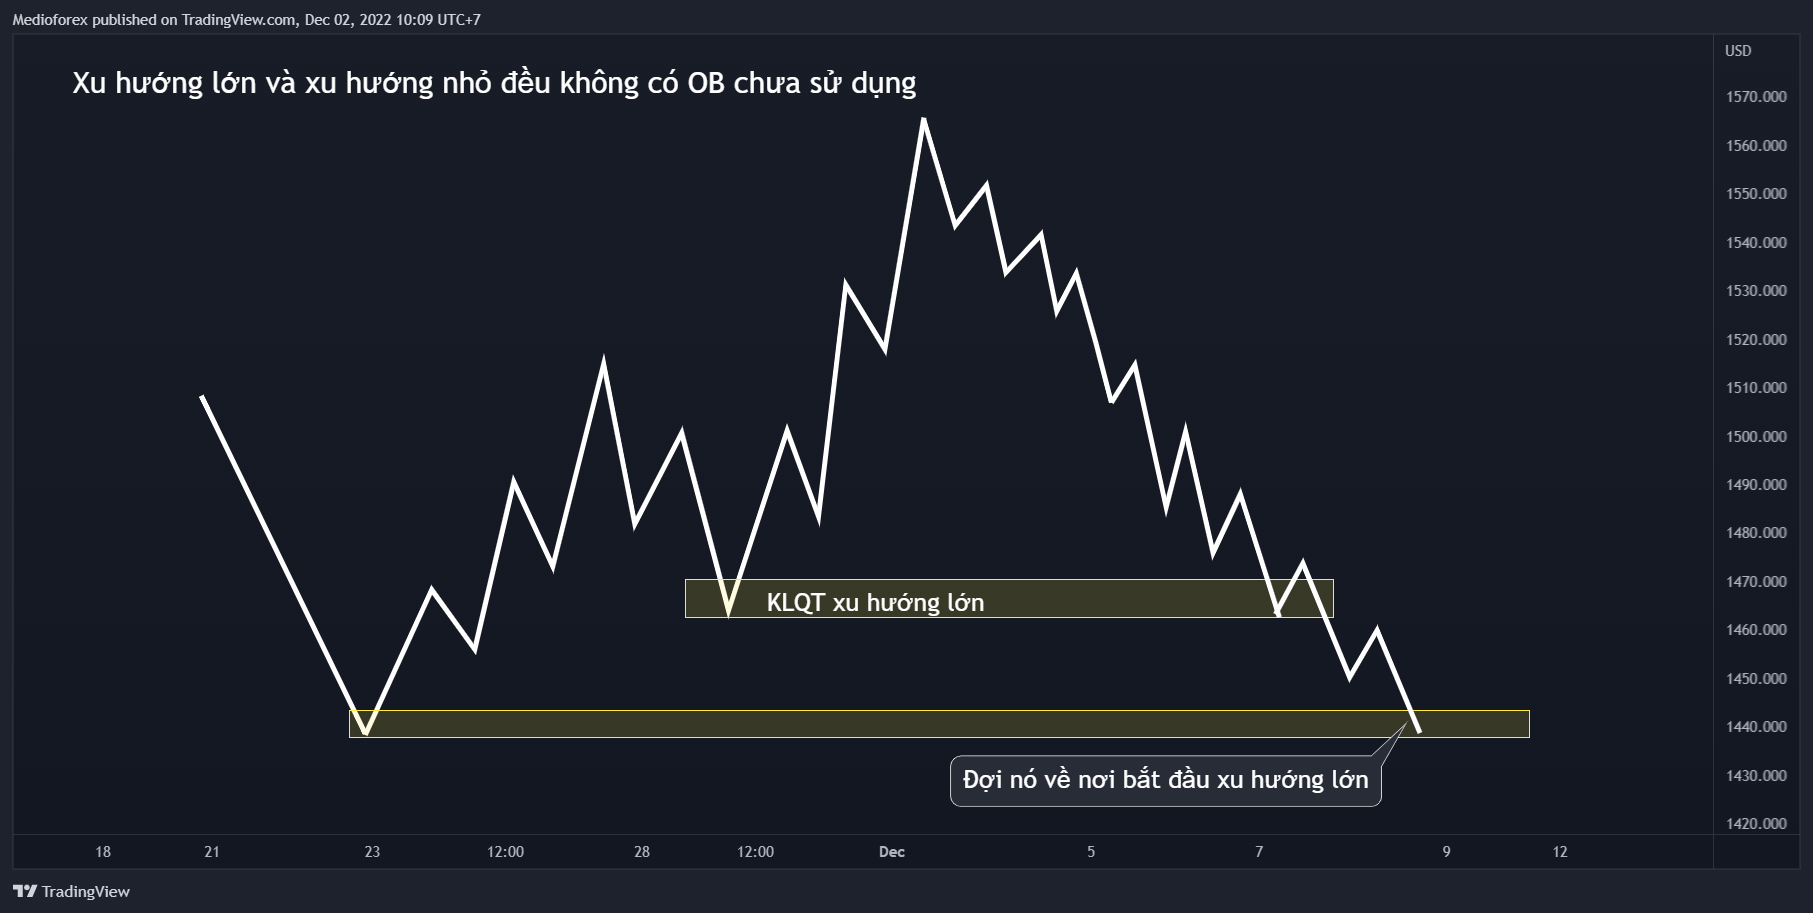 Medioforex published on TradingView.com, Dec 02, 2022 10:09 UTC+7
USD
Xu hướng lớn và xu hướng nhỏ đều không có OB chưa sử dụng
1570.000
1560.000
1550.000
1540.000
1530.000
1520.000
1510.000
1500.000
1490.000
1480.000
1470.000
KLQT xu hướng lớn
1460.000
1450.000
1440.000
Đợi nó về nơi bắt đầu xu hướng lớn
1430.000
1420.000
18 21 23 12:00 28 12:00 Dec 5 7 9 12
TradingView